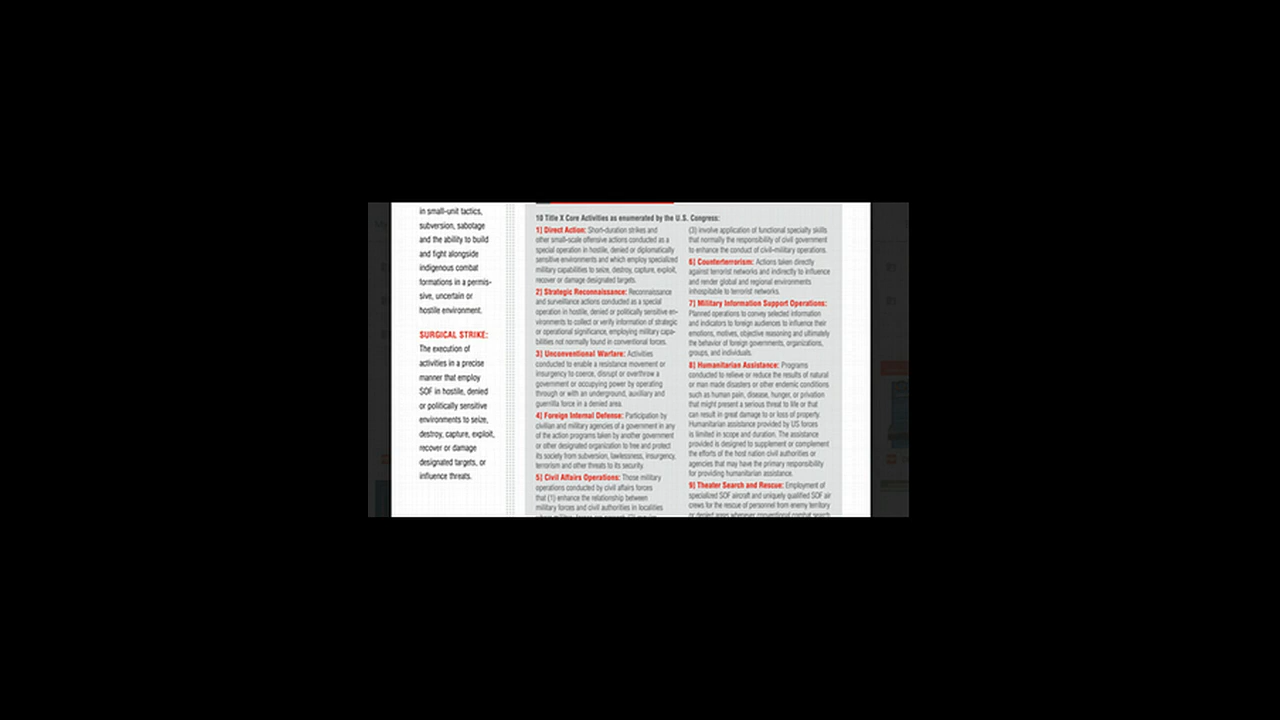 in small-unit tactics,
subversion, sabotage
and the ability to build
and fight alongside
indigenous combat
formations in a permis-
sive, uncertain or
hostile environment.
SURGICAL STRIKE:
The execution of
activities in a precise
manner that employ
SOF in hostile, denied
or politically sensitive
environments to seize,
destroy, capture, exploit,
recover or damage
designated targets, or
influence threats.
10 Title X Core Activities as enumerated by the U.S. Congress:
1] Direct Action: Short-duration strikes and
other small-scale offensive actions conducted as a
special operation in hostile, denied or diplomatically
sensitive environments and which employ specialized
military capabilities to seize, destroy, capture, exploit,
recover or damage designated targets.
2] Strategic Reconnaissance: Reconnaissance
and surveillance actions conducted as a special
operation in hostile, denied or politically sensitive en-
vironments to collect or verify information of strategic
or operational significance, employing military capa-
bilities not normally found in conventional forces.
3] Unconventional Warfare: Activities
conducted to enable a resistance movement or
insurgency to coerce, disrupt or overthrow a
government or occupying power by operating
through or with an underground, auxiliary and
guerrilla force in a denied area.
4] Foreign Internal Defense: Participation by
civilian and military agencies of a government in any
of the action programs taken by another government
or other designated organization to free and protect
its society from subversion, lawlessness, insurgency,
terrorism and other threats to its security.
5] Civil Affairs Operations: Those military
operations conducted by civil affairs forces
that (1) enhance the relationship between
military forces and civil authorities in localities
(3) involve application of functional specialty skills
that normally the responsibility of civil government
to enhance the conduct of civil-military operations.
6] Counterterrorism: Actions taken directly
against terrorist networks and indirectly to influence
and render global and regional environments
inhospitable to terrorist networks.
7] Military Information Support Operations:
Planned operations to convey selected information
and indicators to foreign audiences to influence their
emotions, motives, objective reasoning and ultimately
the behavior of foreign governments, organizations,
groups, and individuals.
8] Humanitarian Assistance: Programs
conducted to relieve or reduce the results of natural
or man made disasters or other endemic conditions
such as human pain, disease, hunger, or privation
that might present a serious threat to life or that
can result in great damage to or loss of property.
Humanitarian assistance provided by US forces
is limited in scope and duration. The assistance
provided is designed to supplement or complement
the efforts of the host nation civil authorities or
agencies that may have the primary responsibility
for providing humanitarian assistance.
9] Theater Search and Rescue: Employment of
specialized SOF aircraft and uniquely qualified SOF air
crews for the rescue of personnel from enemy territory
or denied areas whenever conventional combat search